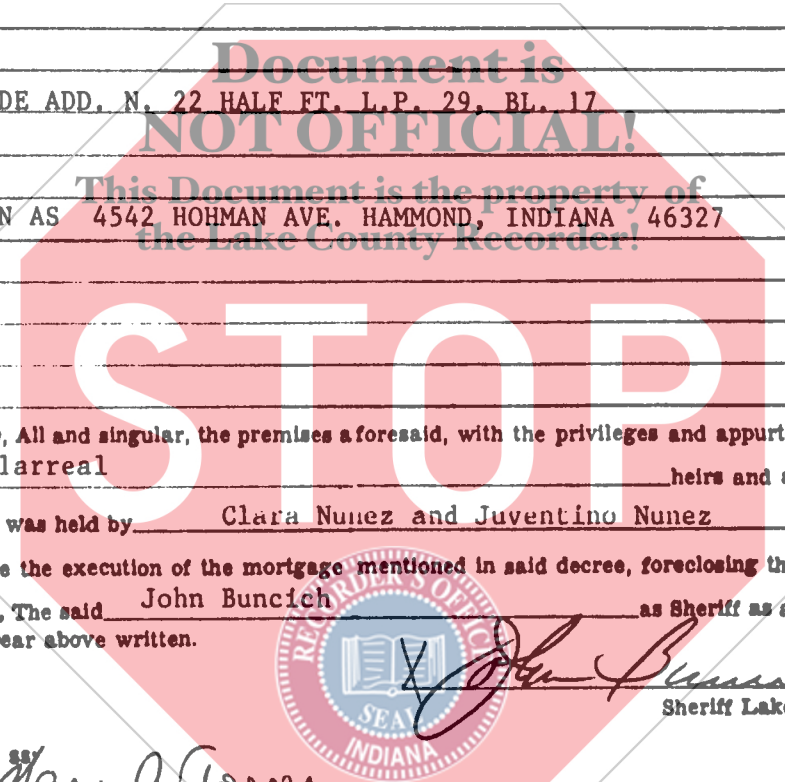 Document is
DE ADD. N. 22 HALF FT. L.P. 29, BL. 17
NOT OFFICIAL!
This Document is the property of
N AS 4542 HOHMAN AVE. HAMMOND, INDIANA 46327
the Lake County Recorder!
STOP
, All and singular, the premises aforesaid, with the privileges and appurt
larreal
heirs and a
was held by Clara Nunez and Juventino Nunez
e the execution of the mortgage mentioned in said decree, foreclosing th
, The said John Buncich as Sheriff as a
ear above written.
RECORDER'S OFFIC
SEAL
INDIANA
John
Sheriff Lake
ss: